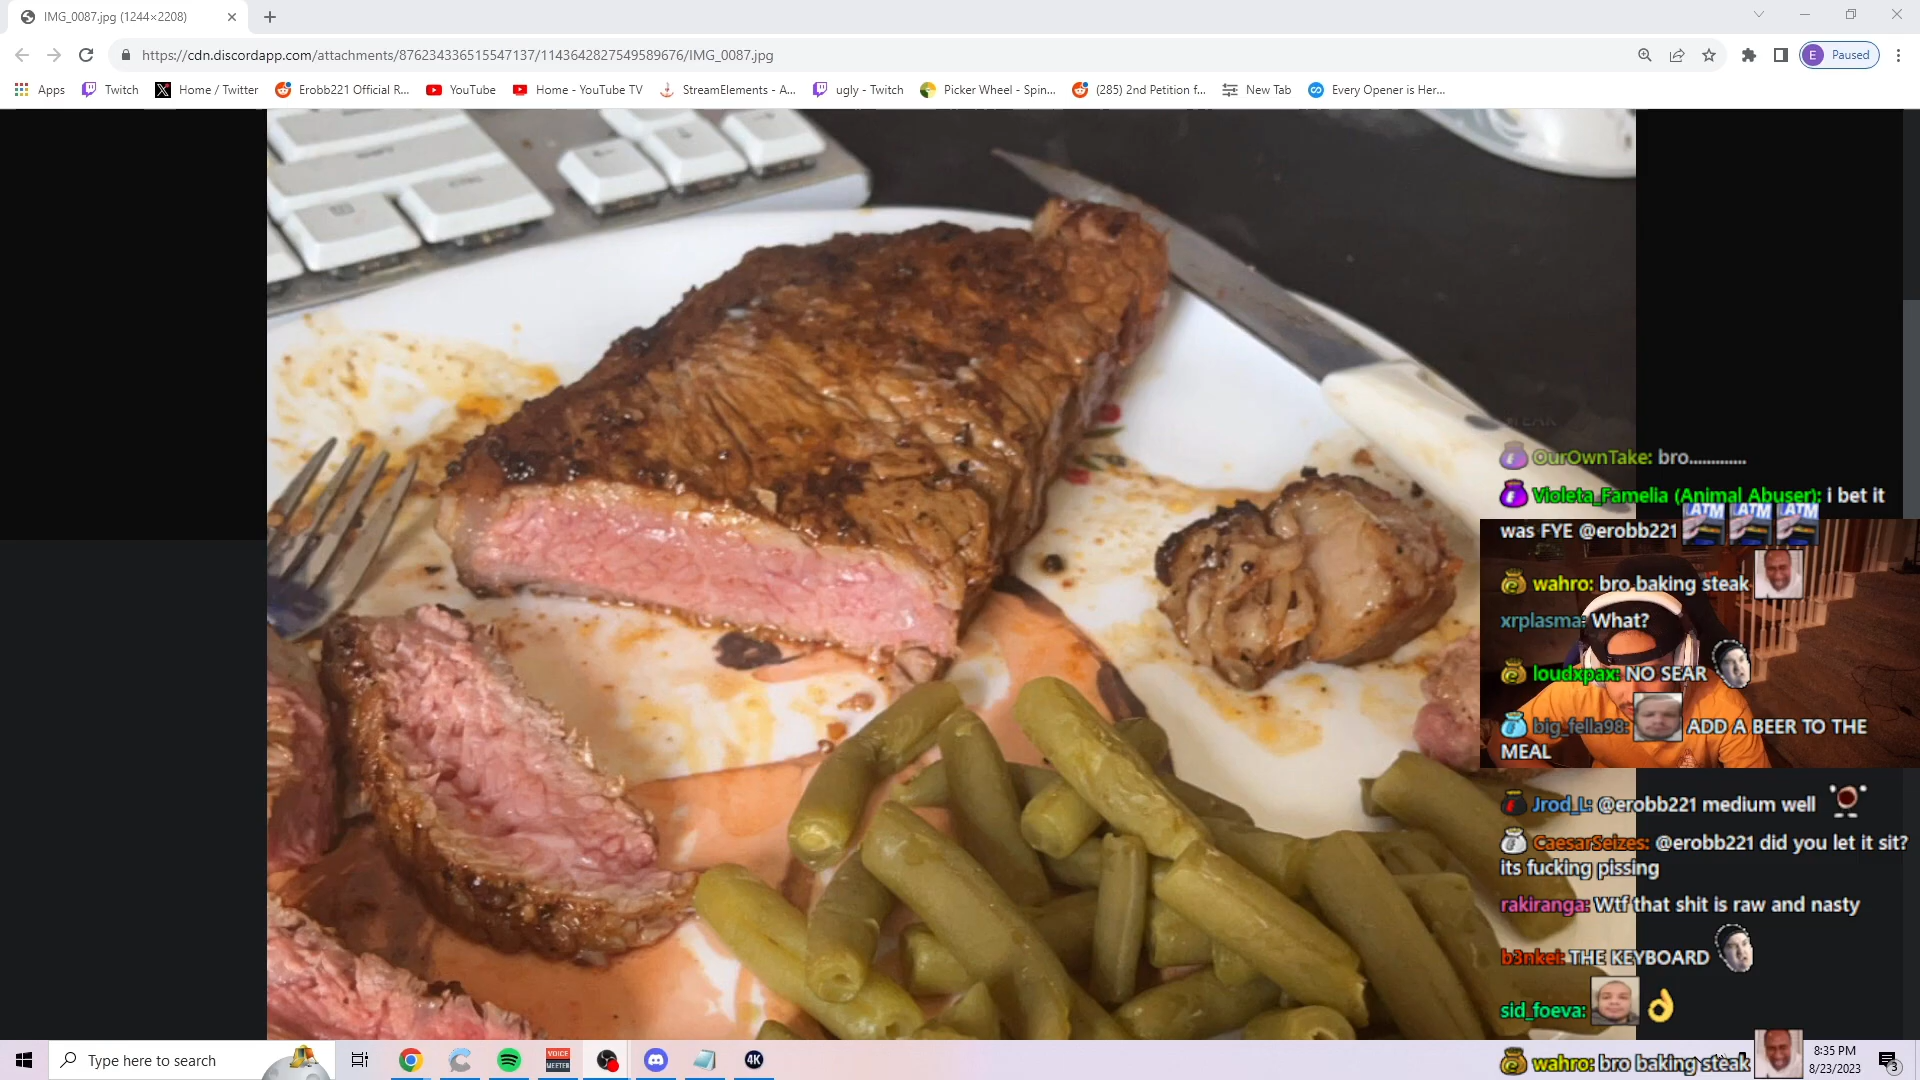 IMG_0087.jpg (1244×2208)
https://cdn.discordapp.com/attachments/876234336515547137/1143642827549589676/IMG_0087.jpg
E Paused
Apps Twitch Home / Twitter Erobb221 Official R... YouTube Home - YouTube TV StreamElements - A... ugly - Twitch Picker Wheel - Spin... (285) 2nd Petition f... New Tab Every Opener is Her...
OurOwnTake: bro.............
Violeta_Famelia (Animal Abuser): i bet it
was FYE @erobb221 ATM ATM ATM
wahro: bro baking steak
xrplasma: What?
loudxpax: NO SEAR
big_fella98: ADD A BEER TO THE
MEAL
Jrod_L: @erobb221 medium well
CaesarSeizes: @erobb221 did you let it sit?
its fucking pissing
rakiranga: Wtf that shit is raw and nasty
b3nkei: THE KEYBOARD
sid_foeva:
wahro: bro baking steak
Type here to search
VOICE
MEETER
4K
8:35 PM
8/23/2023
3